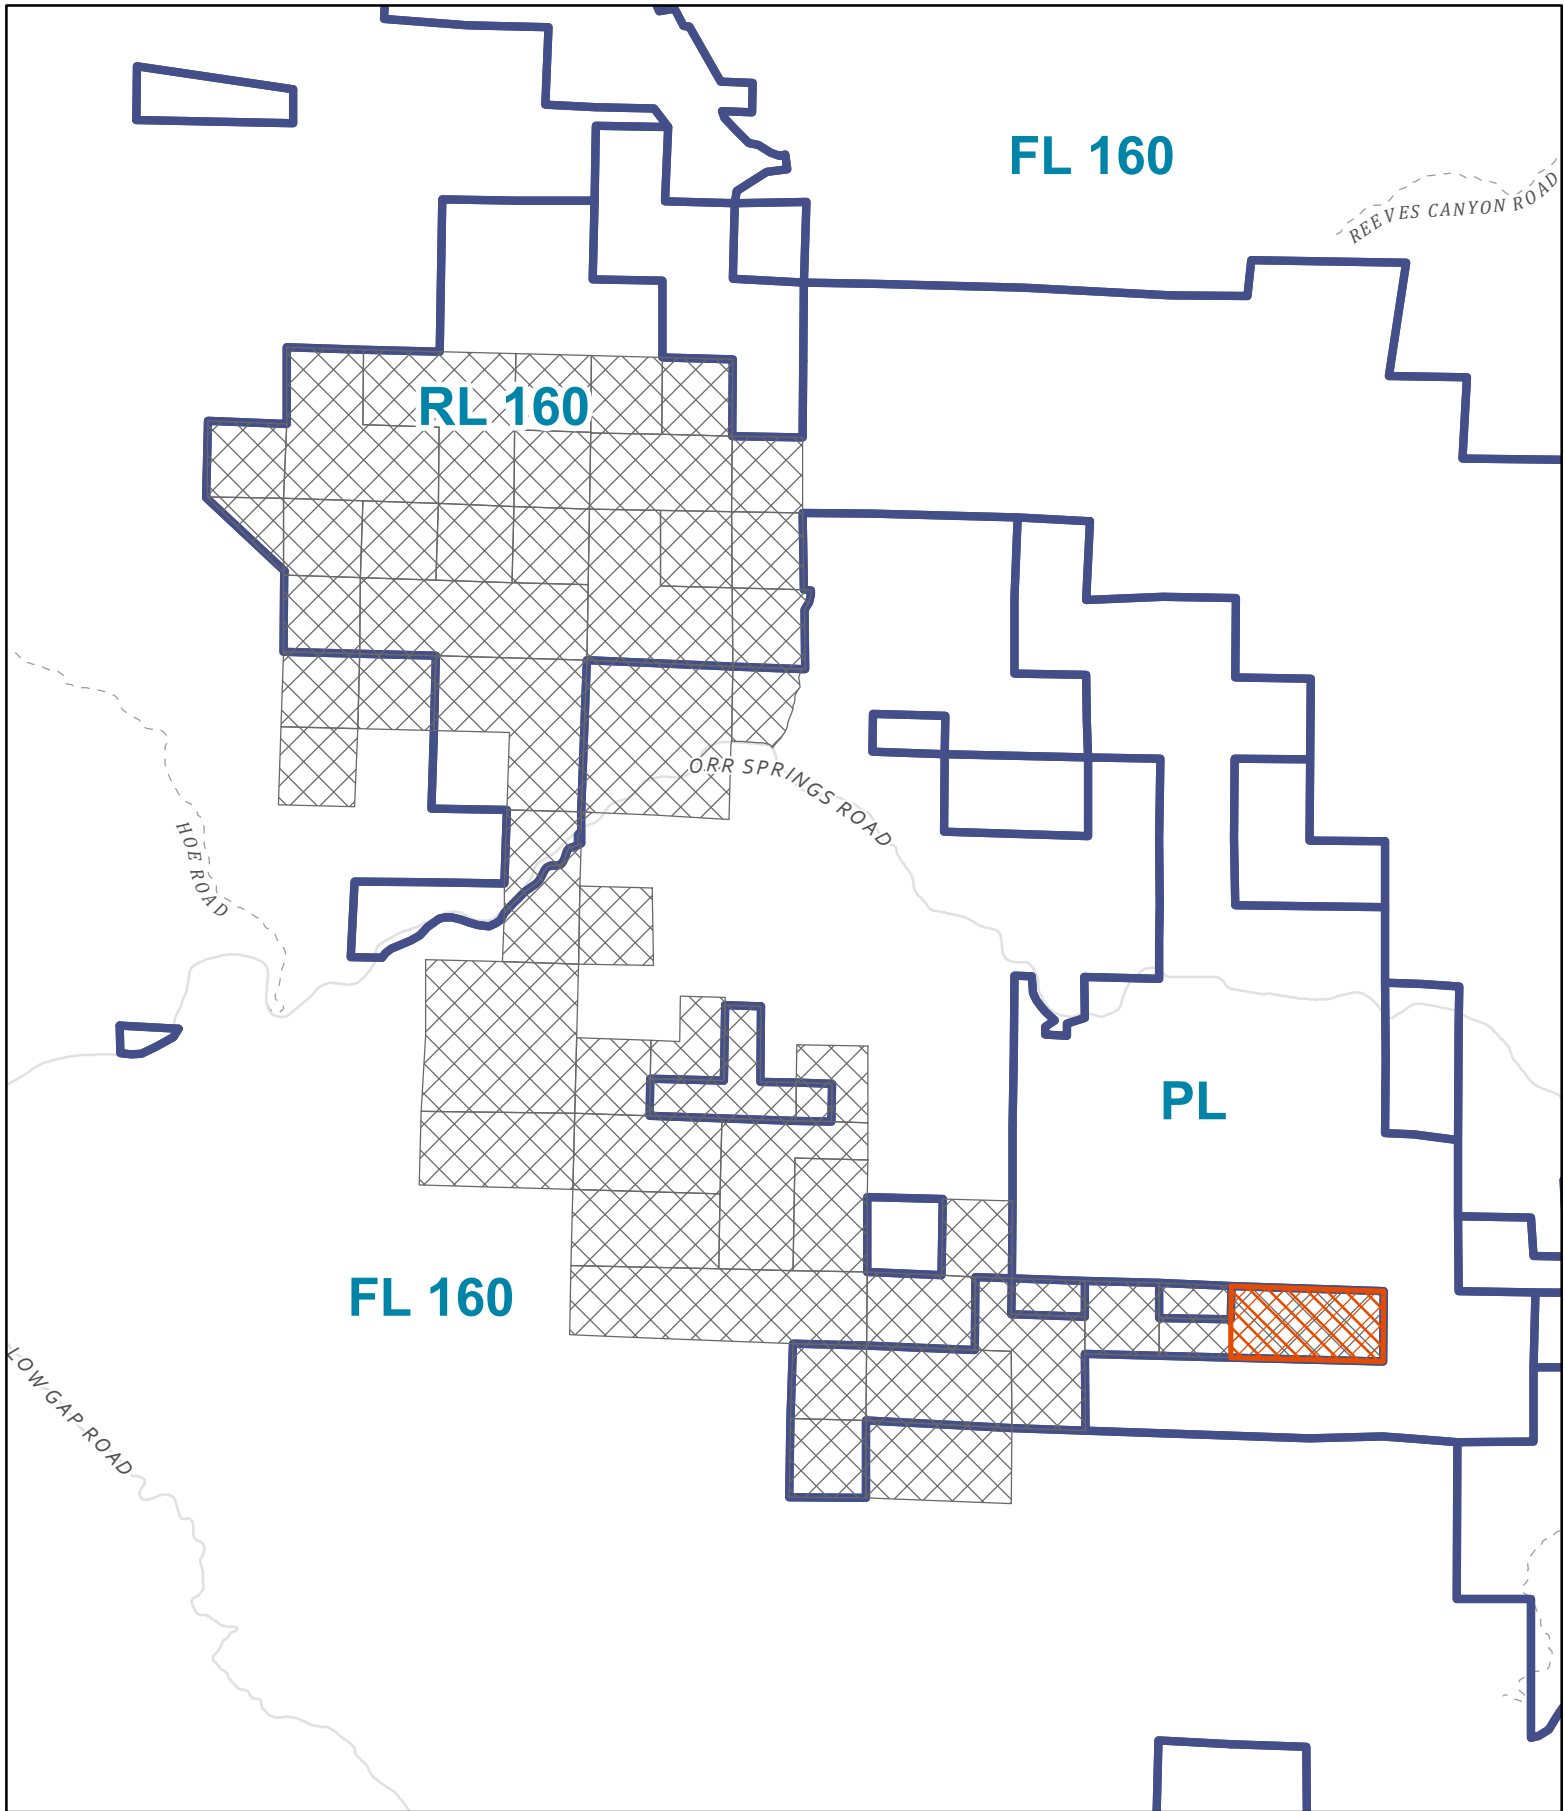 FL 160
REEVES CANYON ROAD
RL 160
ORR SPRINGS ROAD
HOE ROAD
PL
FL 160
LOW GAP ROAD